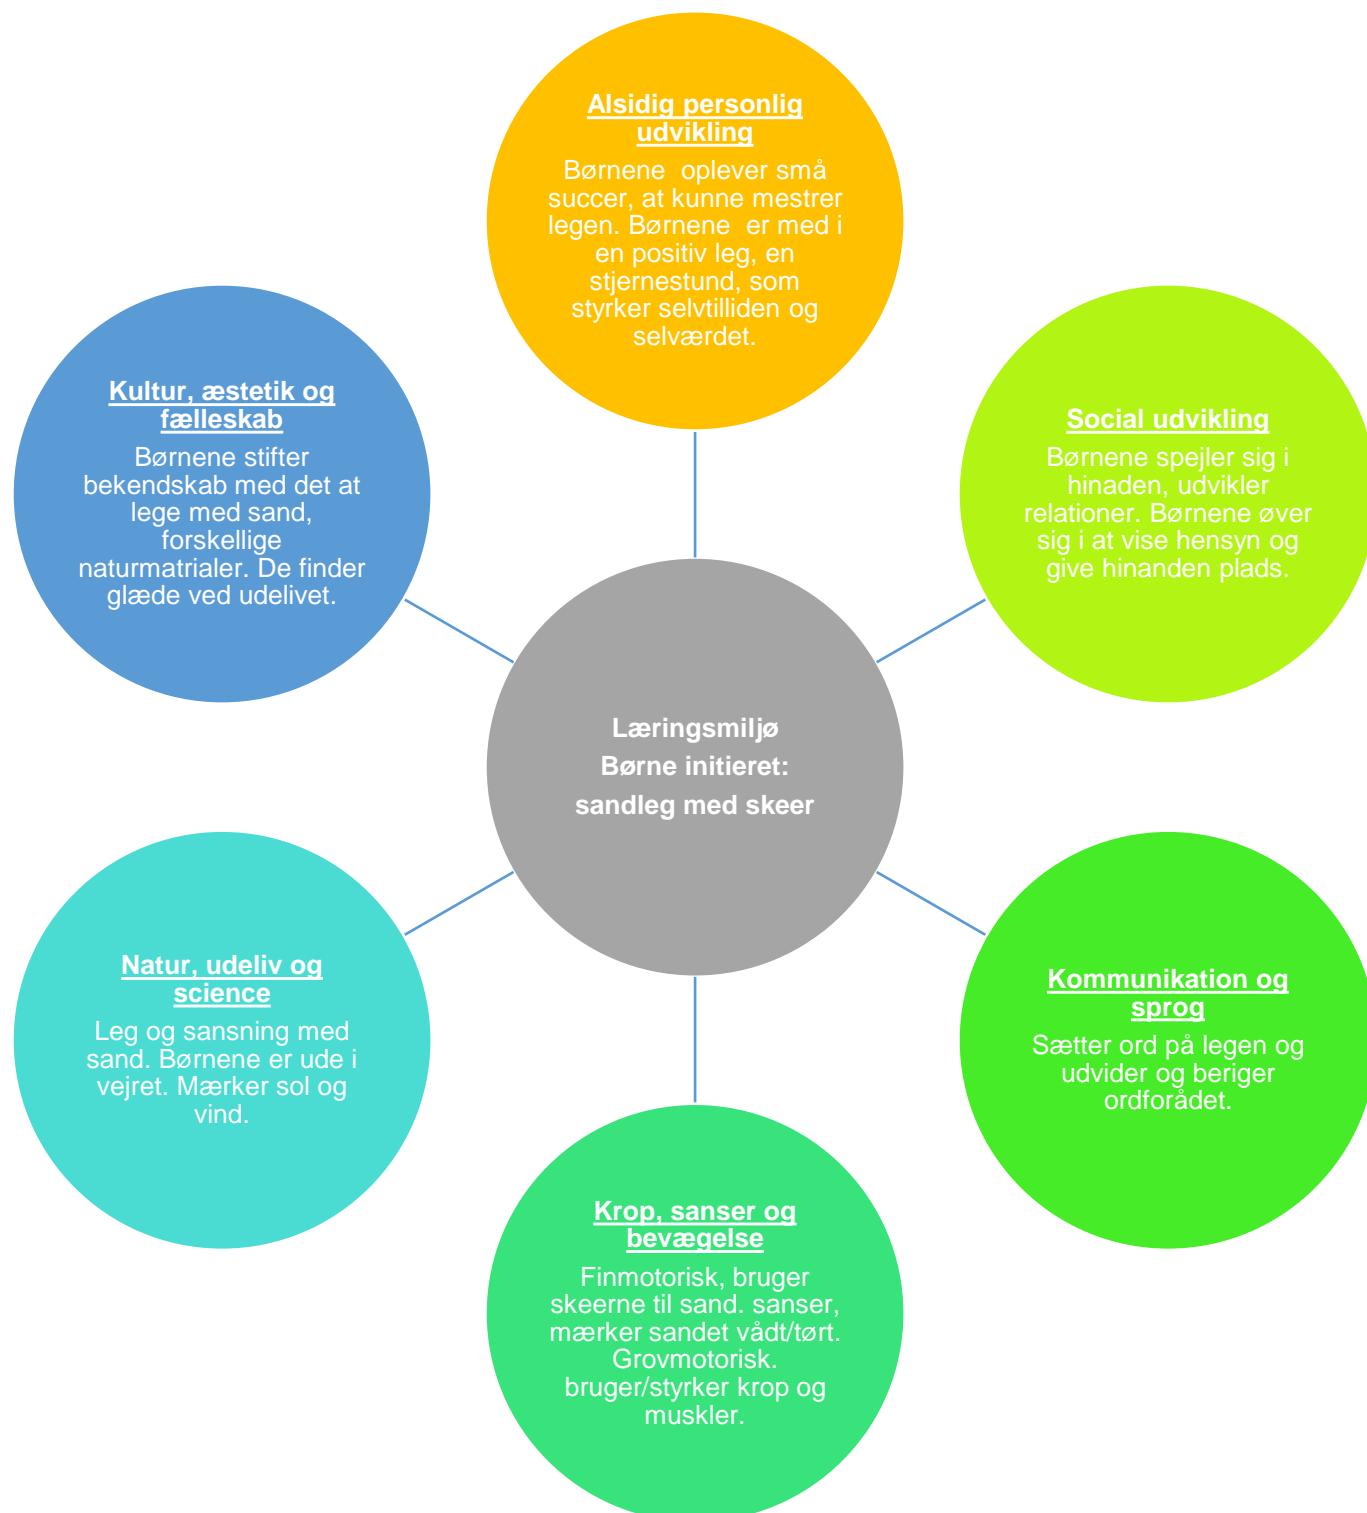 Alsidig personlig
udvikling
Børnene  oplever små
succer, at kunne mestrer
legen. Børnene  er med i
en positiv leg, en
stjernestund, som
styrker selvtilliden og
selværdet.
Kultur, æstetik og
fælleskab
Børnene stifter
bekendskab med det at
lege med sand,
forskellige
naturmatrialer. De finder
glæde ved udelivet.
Social udvikling
Børnene spejler sig i
hinaden, udvikler
relationer. Børnene øver
sig i at vise hensyn og
give hinanden plads.
Læringsmiljø
Børne initieret:
sandleg med skeer
Natur, udeliv og
science
Leg og sansning med
sand. Børnene er ude i
vejret. Mærker sol og
vind.
Kommunikation og
sprog
Sætter ord på legen og
udvider og beriger
ordforådet.
Krop, sanser og
bevægelse
Finmotorisk, bruger
skeerne til sand. sanser,
mærker sandet vådt/tørt.
Grovmotorisk.
bruger/styrker krop og
muskler.